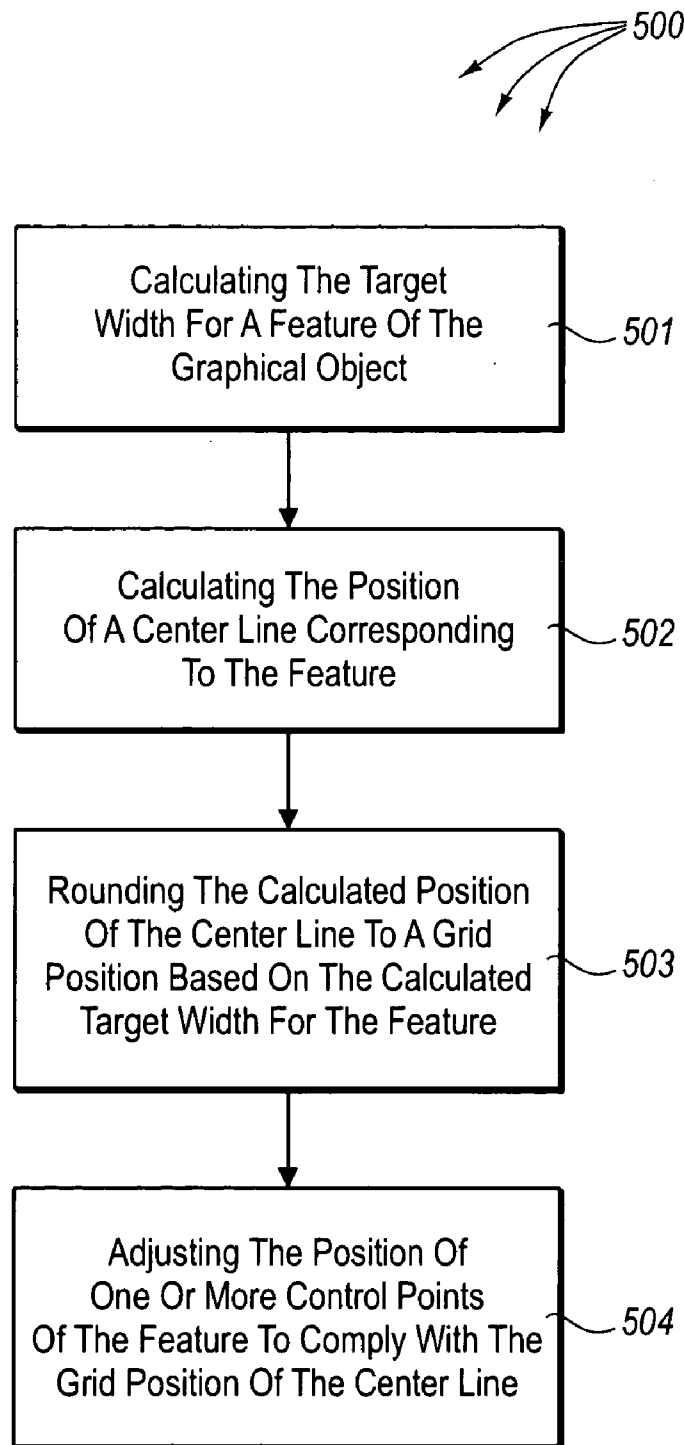 500
Calculating The Target
Width For A Feature Of The
Graphical Object
501
Calculating The Position
Of A Center Line Corresponding
To The Feature
502
Rounding The Calculated Position
Of The Center Line To A Grid
Position Based On The Calculated
Target Width For The Feature
503
Adjusting The Position Of
One Or More Control Points
Of The Feature To Comply With The
Grid Position Of The Center Line
504